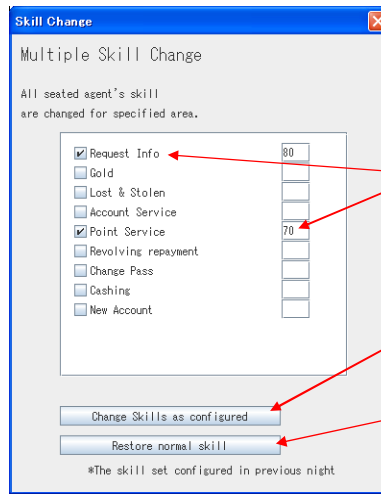 Skill Change
Multiple Skill Change
All seated agent's skill
are changed for specified area.
Request Info 80
Gold
Lost & Stolen
Account Service
Point Service 70
Revolving repayment
Change Pass
Cashing
New Account
Change Skills as configured
Restore normal skill
*The skill set configured in previous night